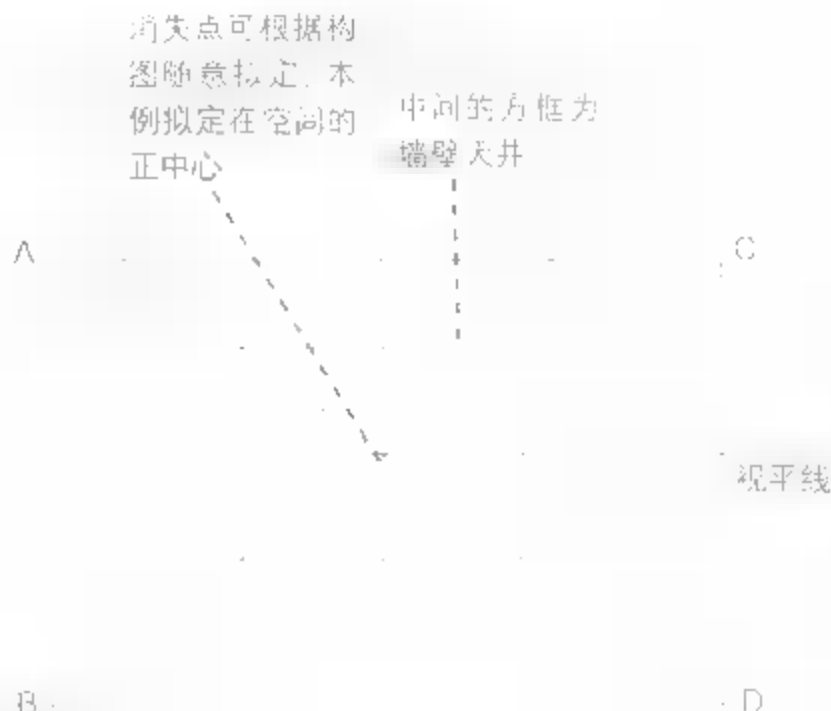 消失点可根据构
图随意拟定,本
例拟定在空间的
正中心
中间的方框为
墙壁天井
A
C
视平线
B
D